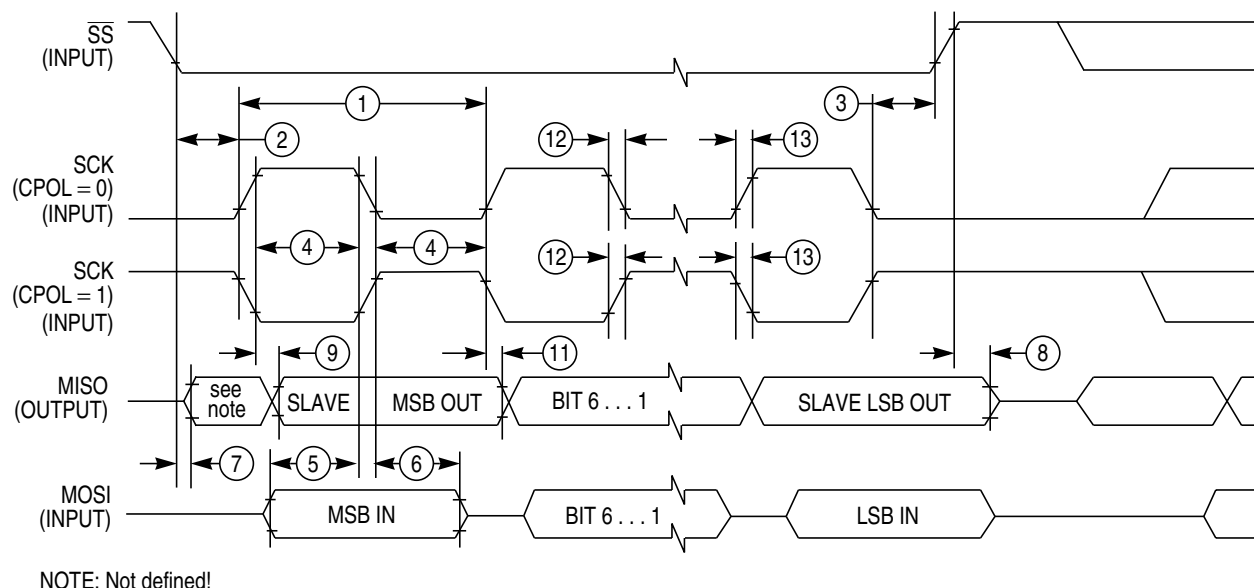 SS
(INPUT)
1
3
2
12
13
SCK
(CPOL = 0)
(INPUT)
4
4
12
13
SCK
(CPOL = 1)
(INPUT)
9
11
8
MISO
(OUTPUT)
see
note
SLAVE
MSB OUT
BIT 6 . . . 1
SLAVE LSB OUT
7
5
6
MOSI
(INPUT)
MSB IN
BIT 6 . . . 1
LSB IN
NOTE: Not defined!